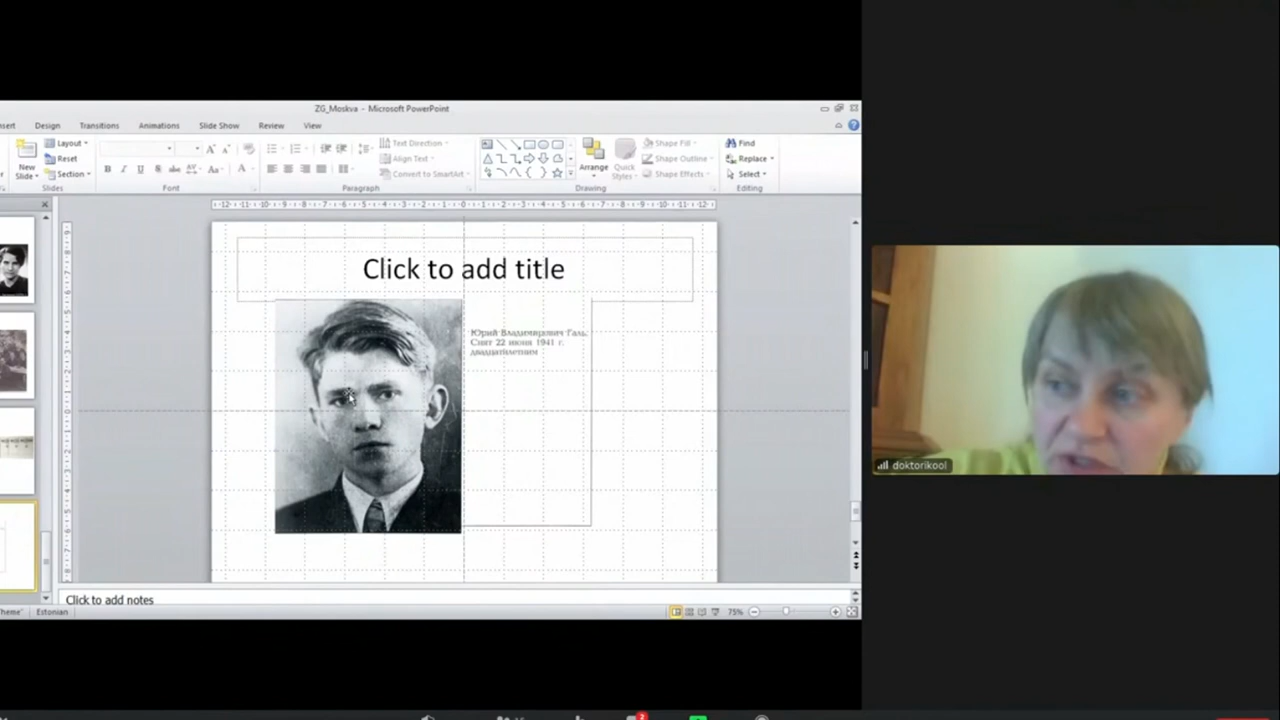 ZG_Moskva - Microsoft PowerPoint
nsert Design Transitions Animations Slide Show Review View
New
Slide
Layout
Reset
Section
Slides
Font
Text Direction
Align Text
Convert to SmartArt
Paragraph
Arrange
Quick
Styles
Shape Fill
Shape Outline
Shape Effects
Drawing
Find
Replace
Select
Editing
Click to add title
Юрий Владимирович Галь.
Снят 22 июня 1941 г.
двадцатилетним
Click to add notes
heme" Estonian
75%
doktorikool